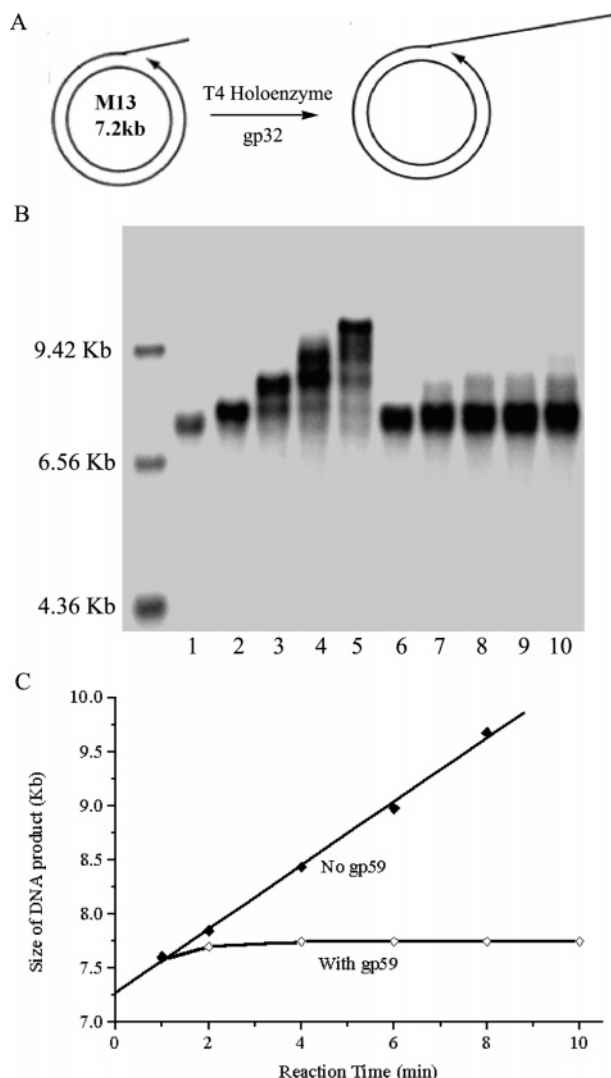 A
M13
7.2kb
T4 Holoenzyme
gp32
B
9.42 Kb
6.56 Kb
4.36 Kb
1 2 3 4 5 6 7 8 9 10
C
Size of DNA product (Kb)
10.0
9.5
9.0
8.5
8.0
7.5
7.0
No gp59
With gp59
0 2 4 6 8 10
Reaction Time (min)